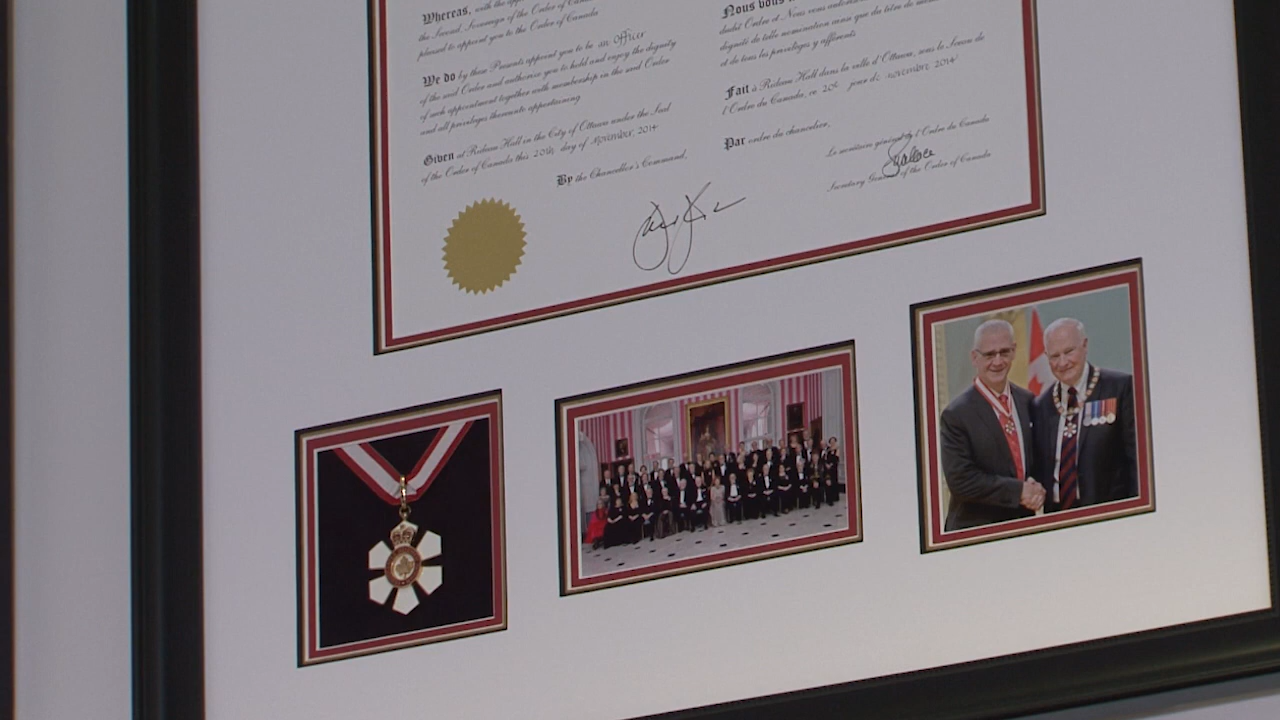 Whereas, with the
the Second Sovereign of the Order of Canada
pleased to appoint you to the Order of Canada
We do by these Presents appoint you to be an Officer
of the said Order and authorize you to hold and enjoy the dignity
of such appointment together with membership in the said Order
and all privileges thereunto appertaining
Given at Rideau Hall in the City of Ottawa under the Seal
of the Order of Canada this 20th day of November, 2014
By the Chancellor's Command,
Nous vous
dudit Ordre et Nous vous autorisons
dignité de telle nomination ainsi que du titre de
et de tous les privilèges y afférents
Fait à Rideau Hall dans la ville d'Ottawa, sous le Sceau de
l'Ordre du Canada, ce 20e jour de novembre 2014
Par ordre du chancelier,
Le secrétaire général de l'Ordre du Canada
Secretary General of the Order of Canada